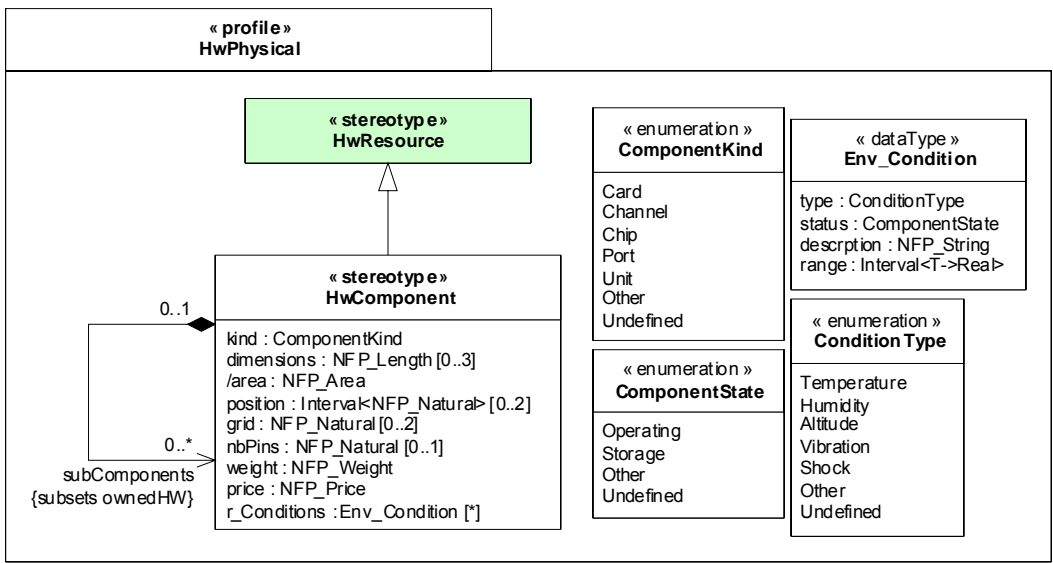 « profile»
HwPhysical
« stereotype»
HwResource
« stereotype»
HwComponent
kind : ComponentKind
dimensions : NFP_Length [0..3]
/area : NFP_Area
position : Interval<NFP_Natural> [0..2]
grid : NFP_Natural [0..2]
nbPins : NFP_Natural [0..1]
weight : NFP_Weight
price : NFP_Price
r_Conditions :Env_Condition [*]
0..1
0..*
subComponents
{subsets ownedHW}
« enumeration »
ComponentKind
Card
Channel
Chip
Port
Unit
Other
Undefined
« dataType »
Env_Condition
type : ConditionType
status : ComponentState
descrption : NFP_String
range : Interval<T->Real>
« enumeration »
ComponentState
Operating
Storage
Other
Undefined
« enumeration »
ConditionType
Temperature
Humidity
Altitude
Vibration
Shock
Other
Undefined